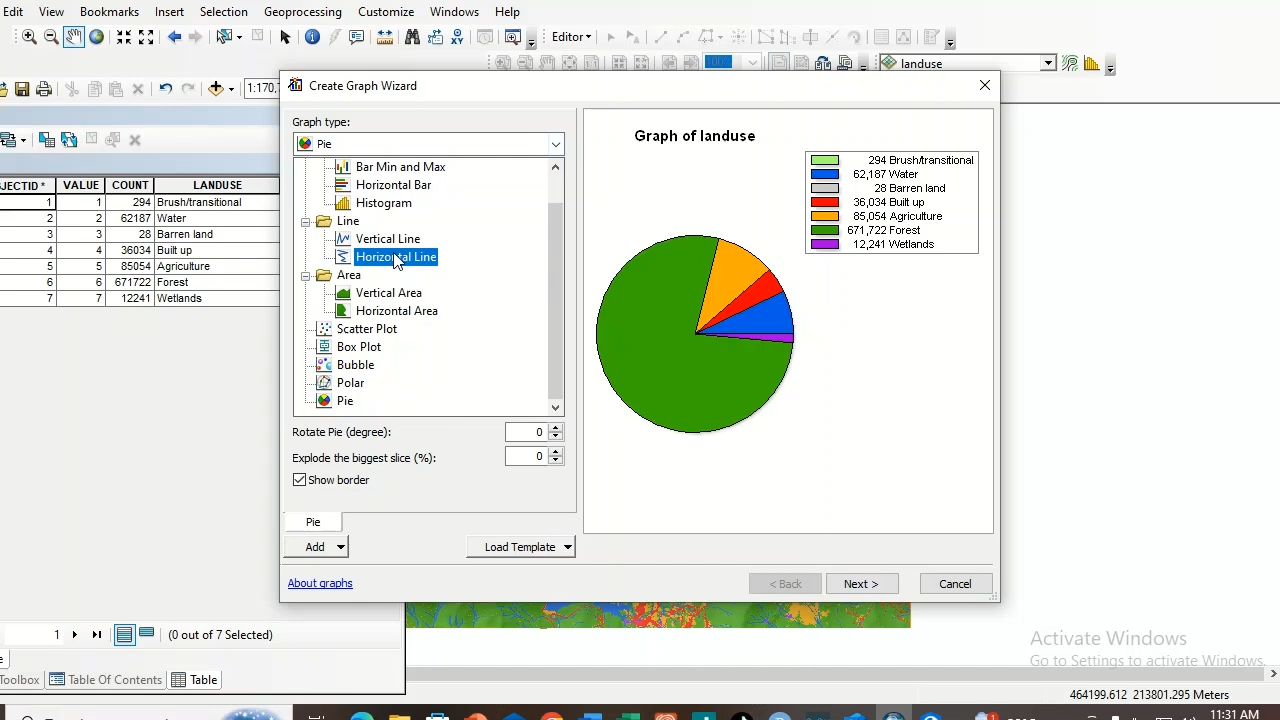 Edit View Bookmarks Insert Selection Geoprocessing Customize Windows Help
Editor
landuse
1:170,
Create Graph Wizard
Graph type:
Pie
Bar Min and Max
Horizontal Bar
Histogram
Line
Vertical Line
Horizontal Line
Area
Vertical Area
Horizontal Area
Scatter Plot
Box Plot
Bubble
Polar
Pie
Rotate Pie (degree): 0
Explode the biggest slice (%): 0
Show border
Pie
Add
Load Template
About graphs
< Back Next > Cancel
Graph of landuse
294 Brush/transitional
62,187 Water
28 Barren land
36,034 Built up
85,054 Agriculture
671,722 Forest
12,241 Wetlands
JECTID * VALUE COUNT LANDUSE
1 1 294 Brush/transitional
2 2 62187 Water
3 3 28 Barren land
4 4 36034 Built up
5 5 85054 Agriculture
6 6 671722 Forest
7 7 12241 Wetlands
1 (0 out of 7 Selected)
e
Toolbox Table Of Contents Table
Activate Windows
Go to Settings to activate Windows.
464199.612 213801.295 Meters
11:31 AM